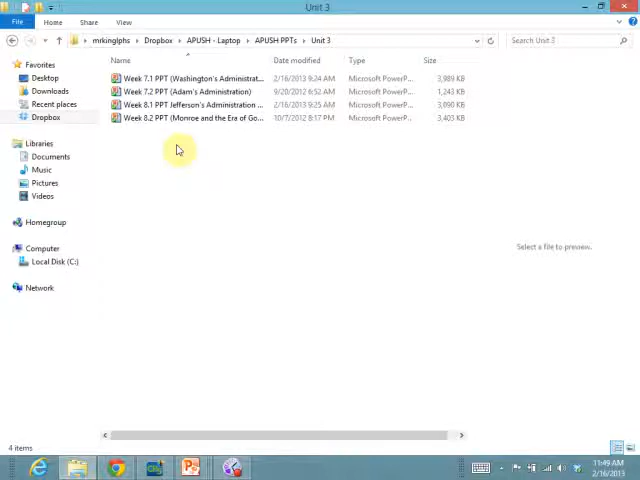 Unit 3
File Home Share View
mrkinglphs Dropbox APUSH - Laptop APUSH PPTs Unit 3 Search Unit 3
Name Date modified Type Size
Favorites
Desktop
Downloads
Recent places
Dropbox
Libraries
Documents
Music
Pictures
Videos
Homegroup
Computer
Local Disk (C:)
Network
Week 7.1 PPT (Washington's Administrat... 2/16/2013 9:24 AM Microsoft PowerP... 3,989 KB
Week 7.2 PPT (Adam's Administration) 9/20/2012 6:52 AM Microsoft PowerP... 1,243 KB
Week 8.1 PPT Jefferson's Administration ... 2/16/2013 9:25 AM Microsoft PowerP... 3,090 KB
Week 8.2 PPT (Monroe and the Era of Go... 10/7/2012 8:17 PM Microsoft PowerP... 3,403 KB
Select a file to preview.
4 items
11:49 AM
2/16/2013